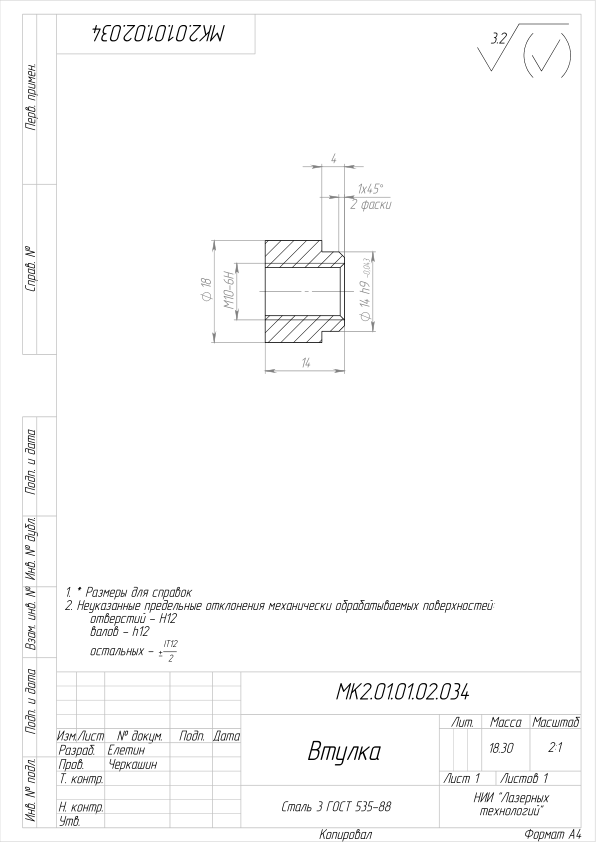 МК2.01.01.02.034
3.2
Перв. примен.
Справ. №
Подп. и дата
Инв. № дубл.
Взам. инв. №
Подп. и дата
Инв. № подл.
4
1x45°
2 фаски
⌀ 18
М10-6Н
⌀ 14 h9 -0.043
14
1. * Размеры для справок
2. Неуказанные предельные отклонения механически обрабатываемых поверхностей:
отверстий - Н12
валов - h12
остальных - ± IT12/2
МК2.01.01.02.034
Изм. Лист № докум. Подп. Дата
Разраб. Елетин
Пров. Черкашин
Т. контр.
Н. контр.
Утв.
Втулка
Лит. Масса Масштаб
18.30 2:1
Лист 1 Листов 1
Сталь 3 ГОСТ 535-88
НИИ "Лазерных
технологий"
Копировал Формат А4